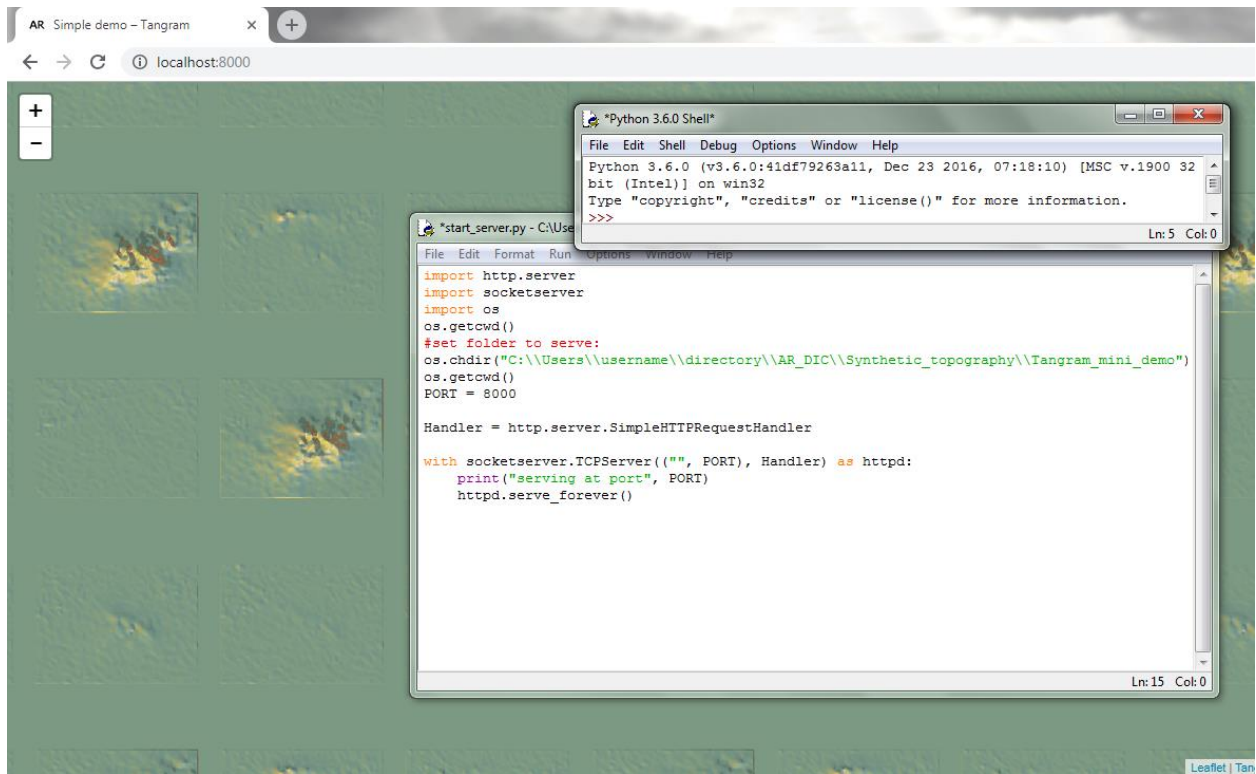 AR Simple demo – Tangram
localhost:8000
+
−
*Python 3.6.0 Shell*
File Edit Shell Debug Options Window Help
Python 3.6.0 (v3.6.0:41df79263a11, Dec 23 2016, 07:18:10) [MSC v.1900 32
bit (Intel)] on win32
Type "copyright", "credits" or "license()" for more information.
>>>
Ln: 5 Col: 0
*start_server.py - C:\Use
File Edit Format Run Options Window Help
import http.server
import socketserver
import os
os.getcwd()
#set folder to serve:
os.chdir("C:\\Users\\username\\directory\\AR_DIC\\Synthetic_topography\\Tangram_mini_demo")
os.getcwd()
PORT = 8000
Handler = http.server.SimpleHTTPRequestHandler
with socketserver.TCPServer(("", PORT), Handler) as httpd:
    print("serving at port", PORT)
    httpd.serve_forever()
Ln: 15 Col: 0
Leaflet | Tan